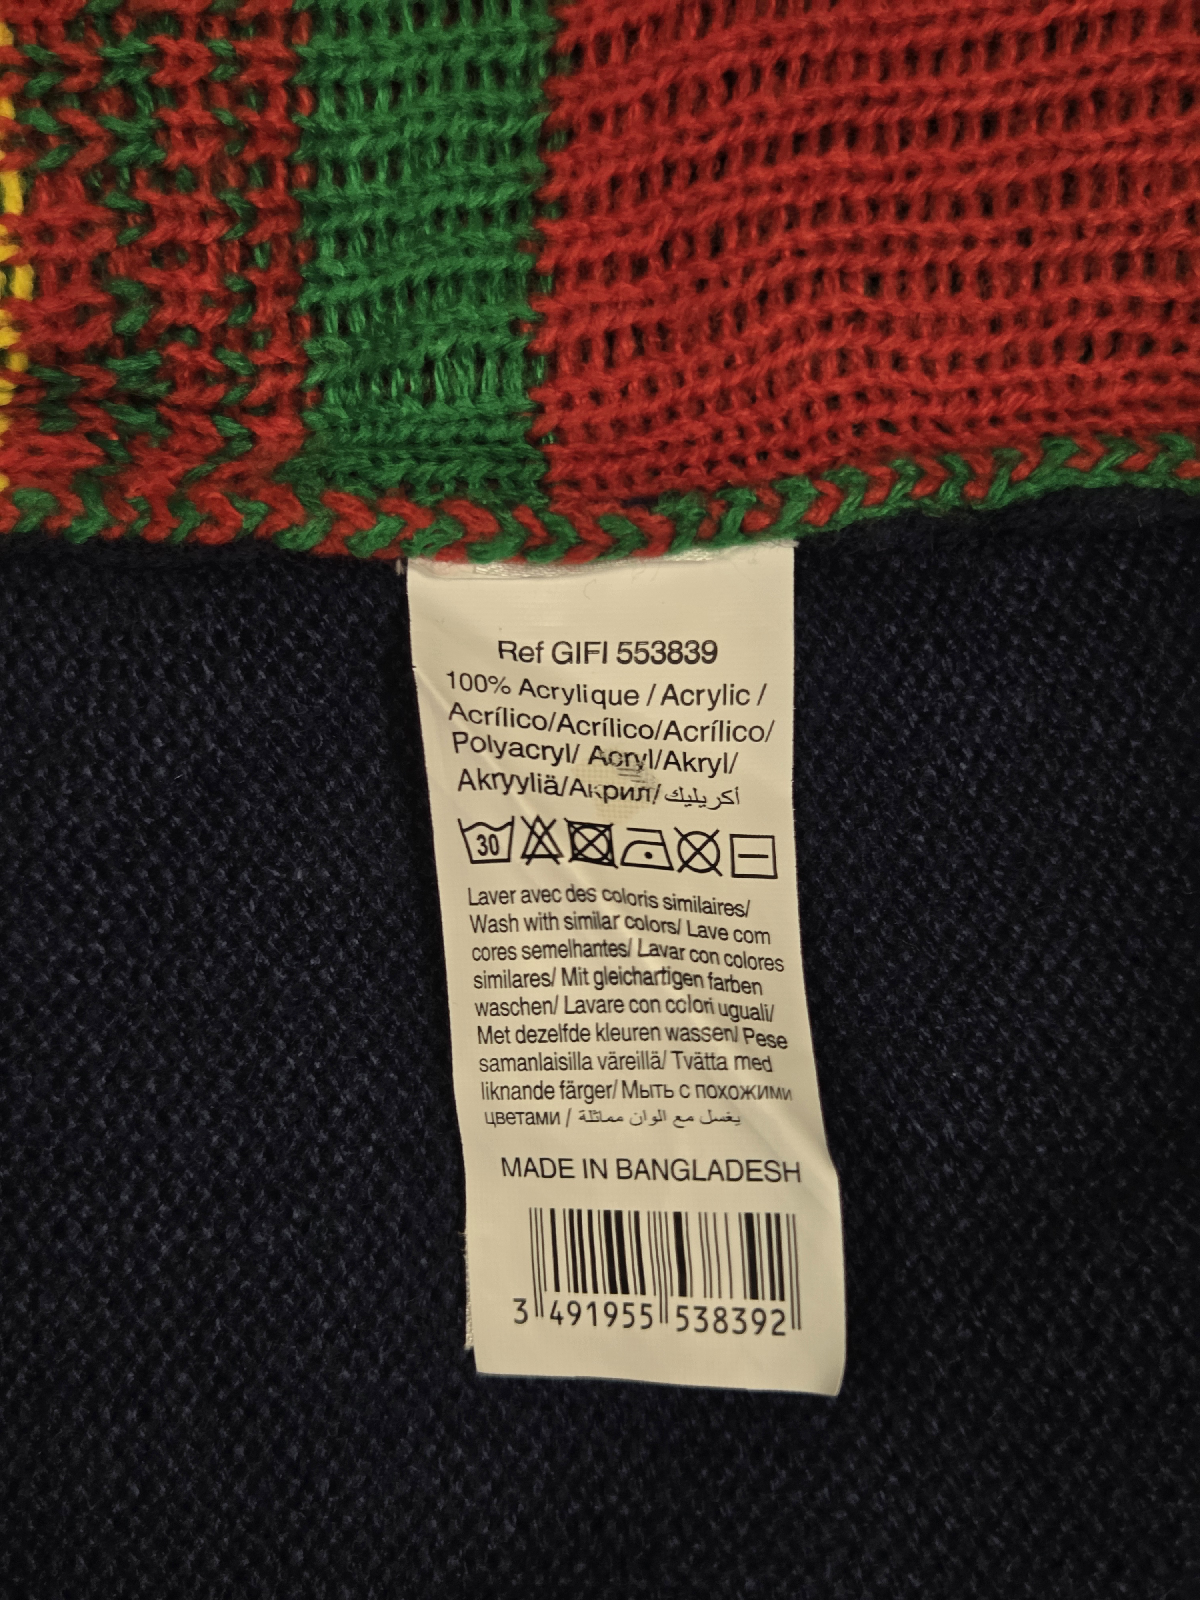 Ref GIFI 553839
100% Acrylique / Acrylic /
Acrílico/Acrílico/Acrílico/
Polyacryl/ Acryl/Akryl/
Akryyliä/Акрил/أكريليك
30
Laver avec des coloris similaires/
Wash with similar colors/ Lave com
cores semelhantes/ Lavar con colores
similares/ Mit gleichartigen farben
waschen/ Lavare con colori uguali/
Met dezelfde kleuren wassen/ Pese
samanlaisilla väreillä/ Tvätta med
liknande färger/ Мыть с похожими
цветами / يغسل مع الوان مماثلة
MADE IN BANGLADESH
3 491955 538392